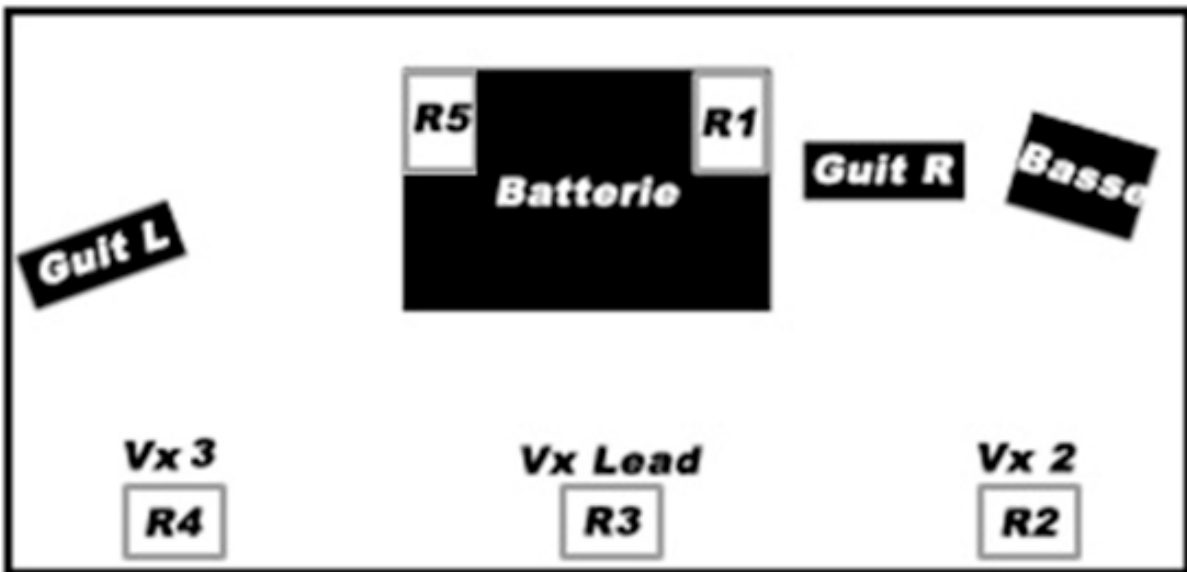 R5
R1
Batterie
Guit R
Basse
Guit L
Vx 3
Vx Lead
Vx 2
R4
R3
R2